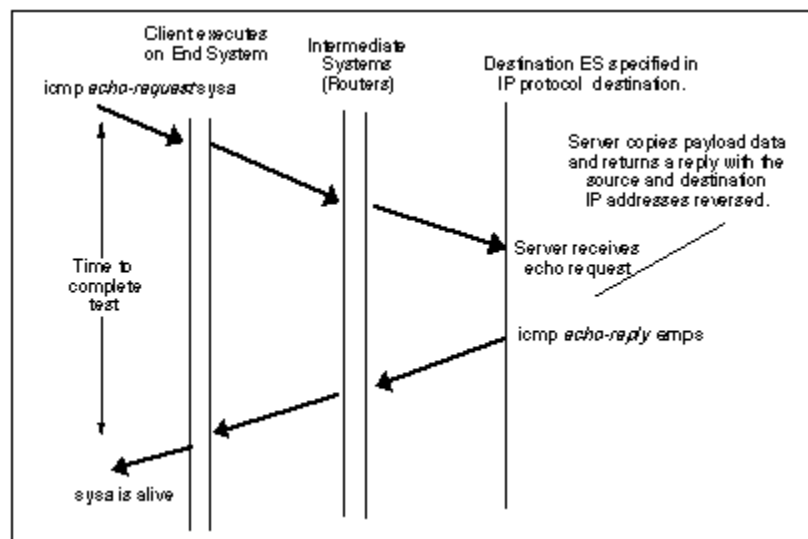 Client executes
on End System
Intermediate
Systems
(Routers)
Destination ES specified in
IP protocol destination.
icmp echo-request sysa
Server copies payload data
and returns a reply with the
source and destination
IP addresses reversed.
Server receives
echo request
Time to
complete
test
icmp echo-reply emps
sysa is alive